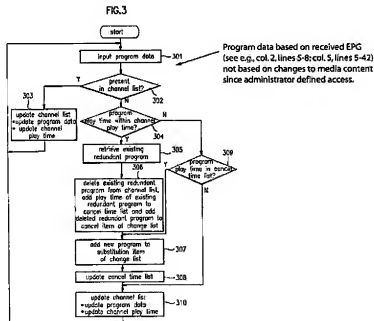 FIG.3
start
input program data
301
Program data based on received EPG
(see e.g., col. 2, lines 5-8; col. 5, lines 5-42)
not based on changes to media content
since administrator defined access.
Y
present
in channel list?
302
N
303
update channel list
• update program data
• update channel
play time
program
play time within channel
play time?
N
304
Y
retrieve existing
redundant program
305
306
program
play time in cancel
time list?
309
Y
N
delete existing redundant
program from channel list,
add play time of existing
redundant program to
cancel time list and add
deleted redundant program to
cancel item of change list
add new program to
substitution item
of change list
307
update cancel time list
308
update channel list
• update program data
• update channel play time
310